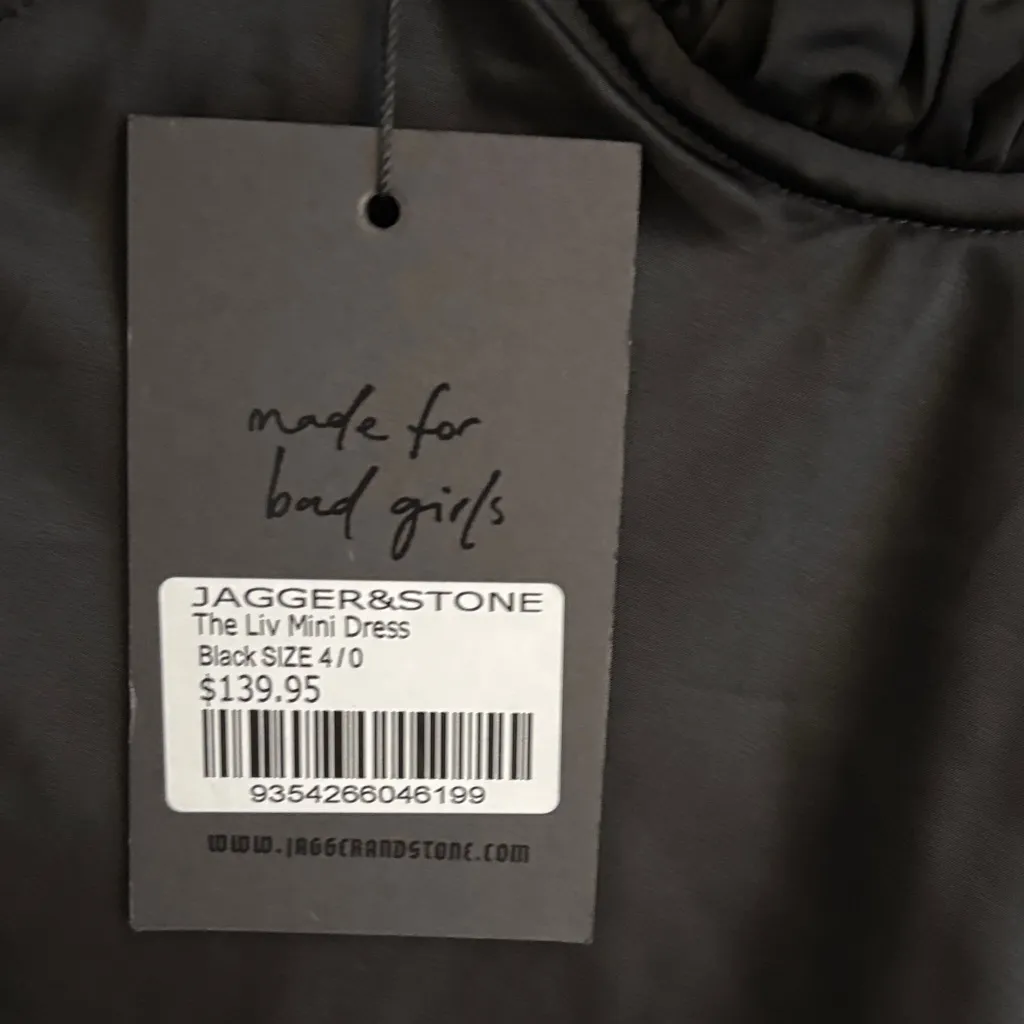 made for
bad girls
JAGGER&STONE
The Liv Mini Dress
Black SIZE 4/0
$139.95
9354266046199
WWW.JAGGERANDSTONE.COM